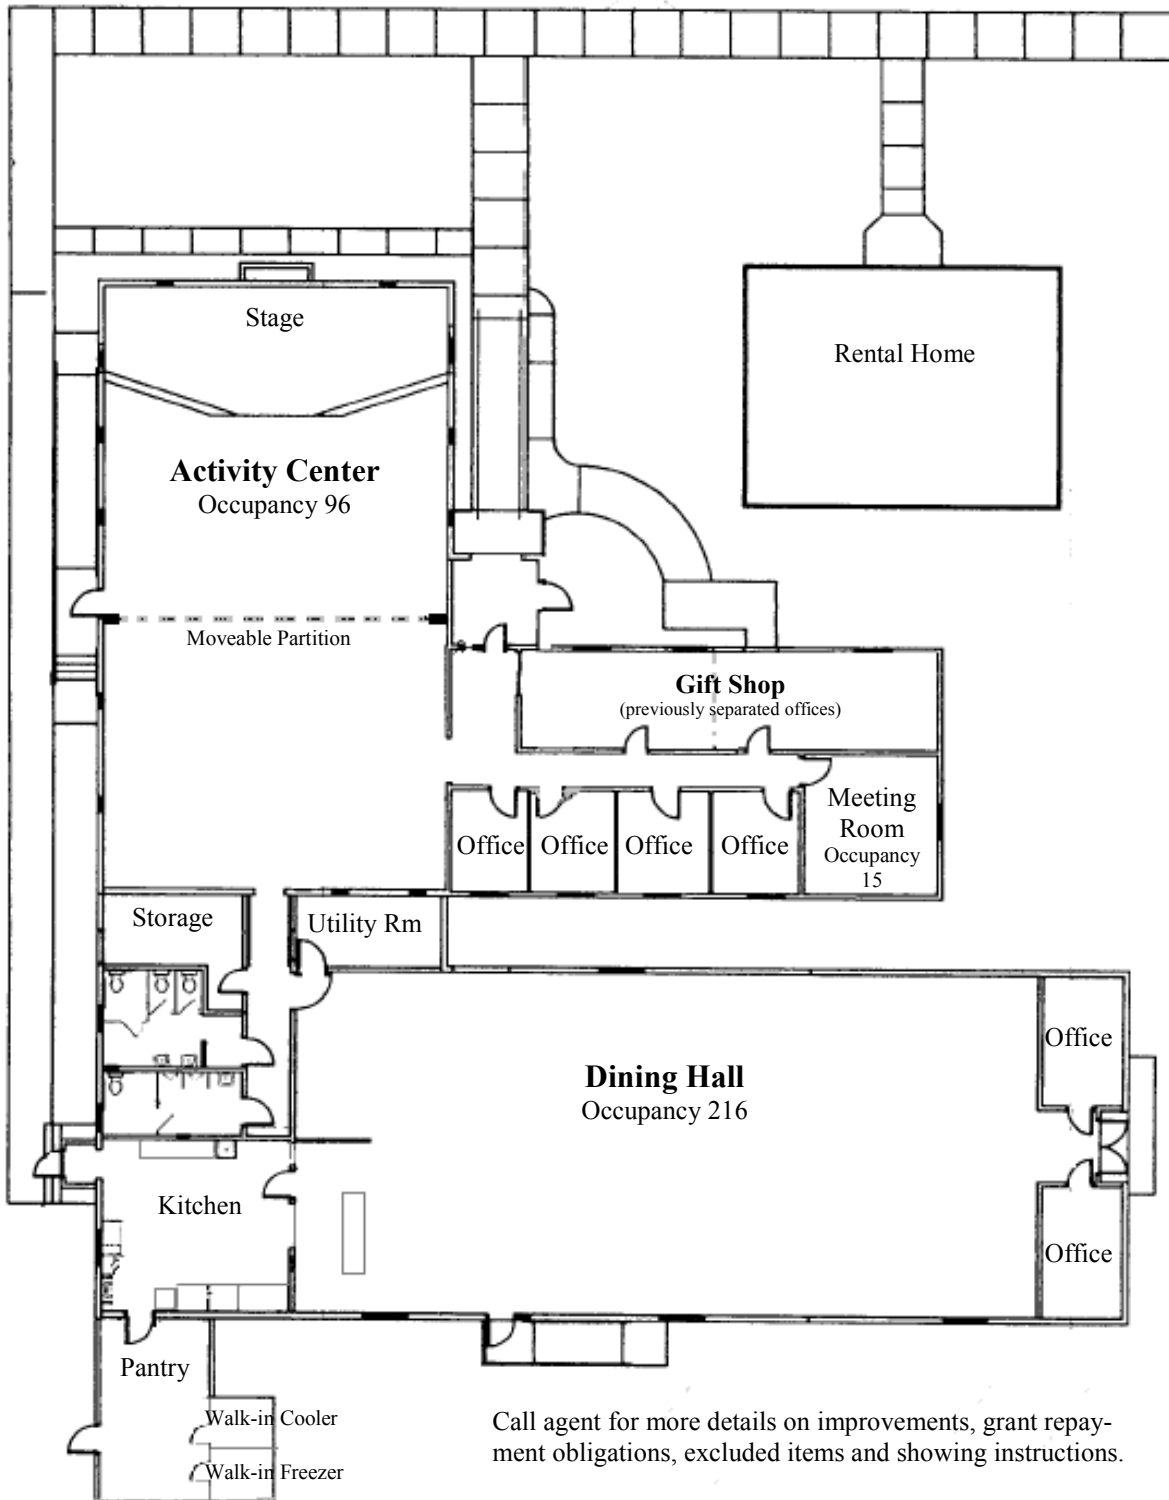 Stage
Rental Home
Activity Center
Occupancy 96
Moveable Partition
Gift Shop
(previously separated offices)
Meeting
Room
Occupancy
15
Office
Office
Office
Office
Storage
Utility Rm
Office
Dining Hall
Occupancy 216
Kitchen
Office
Pantry
Walk-in Cooler
Walk-in Freezer
Call agent for more details on improvements, grant repay-
ment obligations, excluded items and showing instructions.